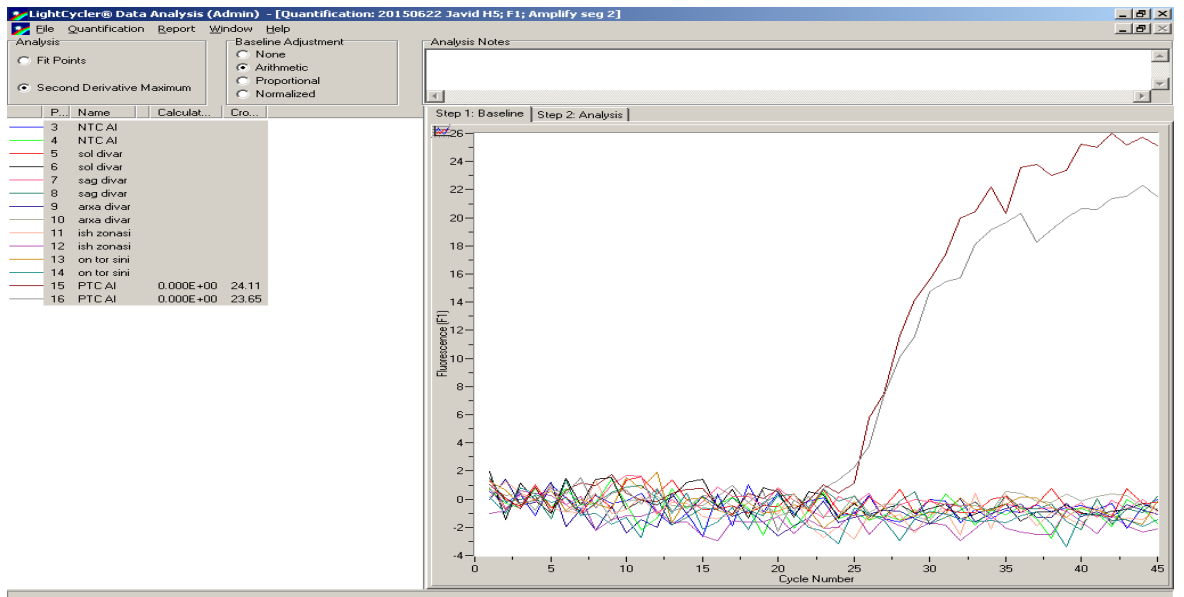 LightCycler® Data Analysis (Admin) - [Quantification: 20150622 Javid H5; F1; Amplify seg 2]
File Quantification Report Window Help
Analysis
Fit Points
Second Derivative Maximum
Baseline Adjustment
None
Arithmetic
Proportional
Normalized
Analysis Notes
P... Name Calculat... Cro...
3 NTC AI
4 NTC AI
5 sol divar
6 sol divar
7 sag divar
8 sag divar
9 arxa divar
10 arxa divar
11 ish zonasi
12 ish zonasi
13 on tor sini
14 on tor sini
15 PTC AI 0.000E+00 24.11
16 PTC AI 0.000E+00 23.65
Step 1: Baseline Step 2: Analysis
26
24
22
20
18
16
14
12
10
8
6
4
2
0
-2
-4
Fluorescence (F1)
0 5 10 15 20 25 30 35 40 45
Cycle Number